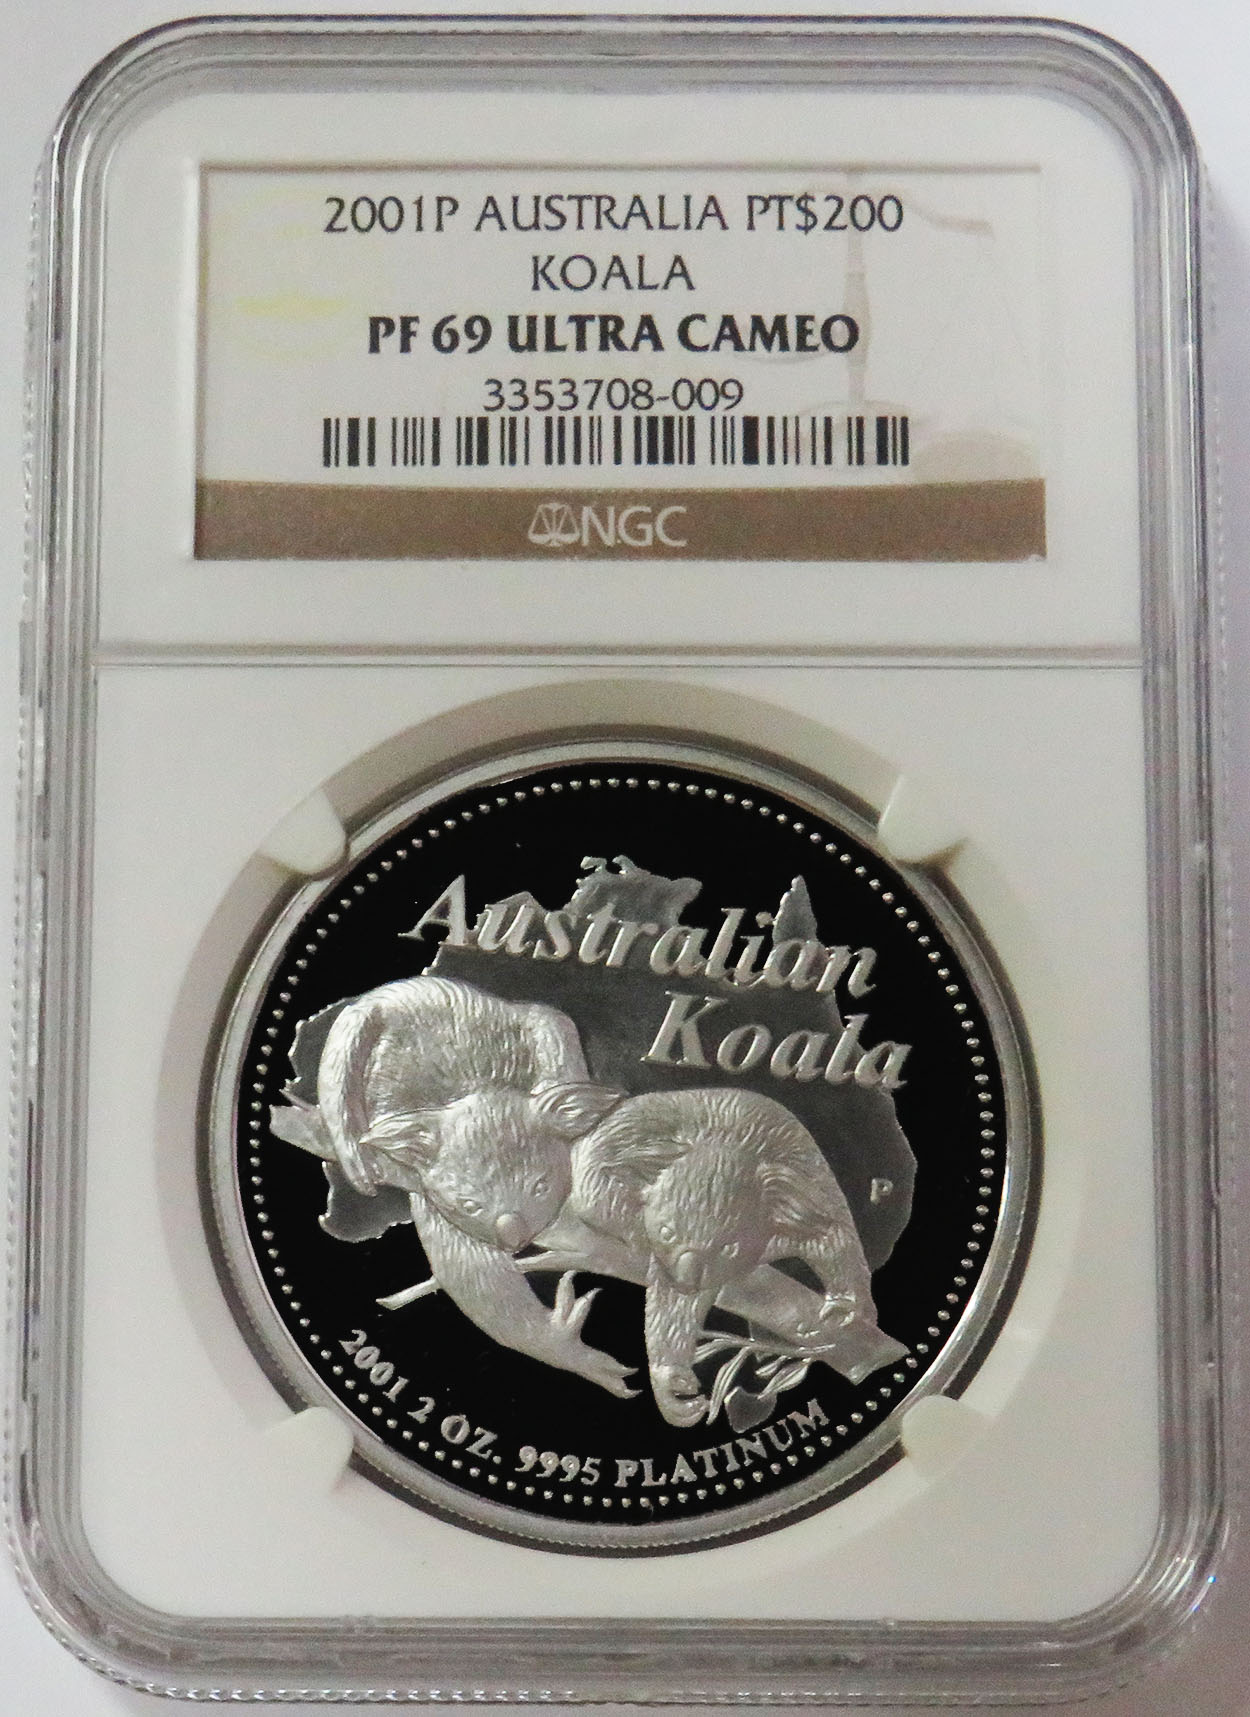 2001P AUSTRALIA PT$200
KOALA
PF 69 ULTRA CAMEO
3353708-009
NGC
Australian
Koala
P
2001 2 OZ. 9995 PLATINUM